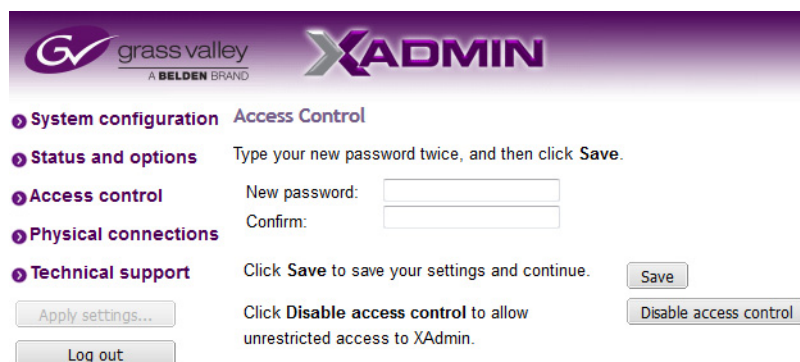 GV grass valley
A BELDEN BRAND
XADMIN
System configuration
Status and options
Access control
Physical connections
Technical support
Apply settings...
Log out
Access Control
Type your new password twice, and then click Save.
New password:
Confirm:
Click Save to save your settings and continue.
Save
Click Disable access control to allow
unrestricted access to XAdmin.
Disable access control